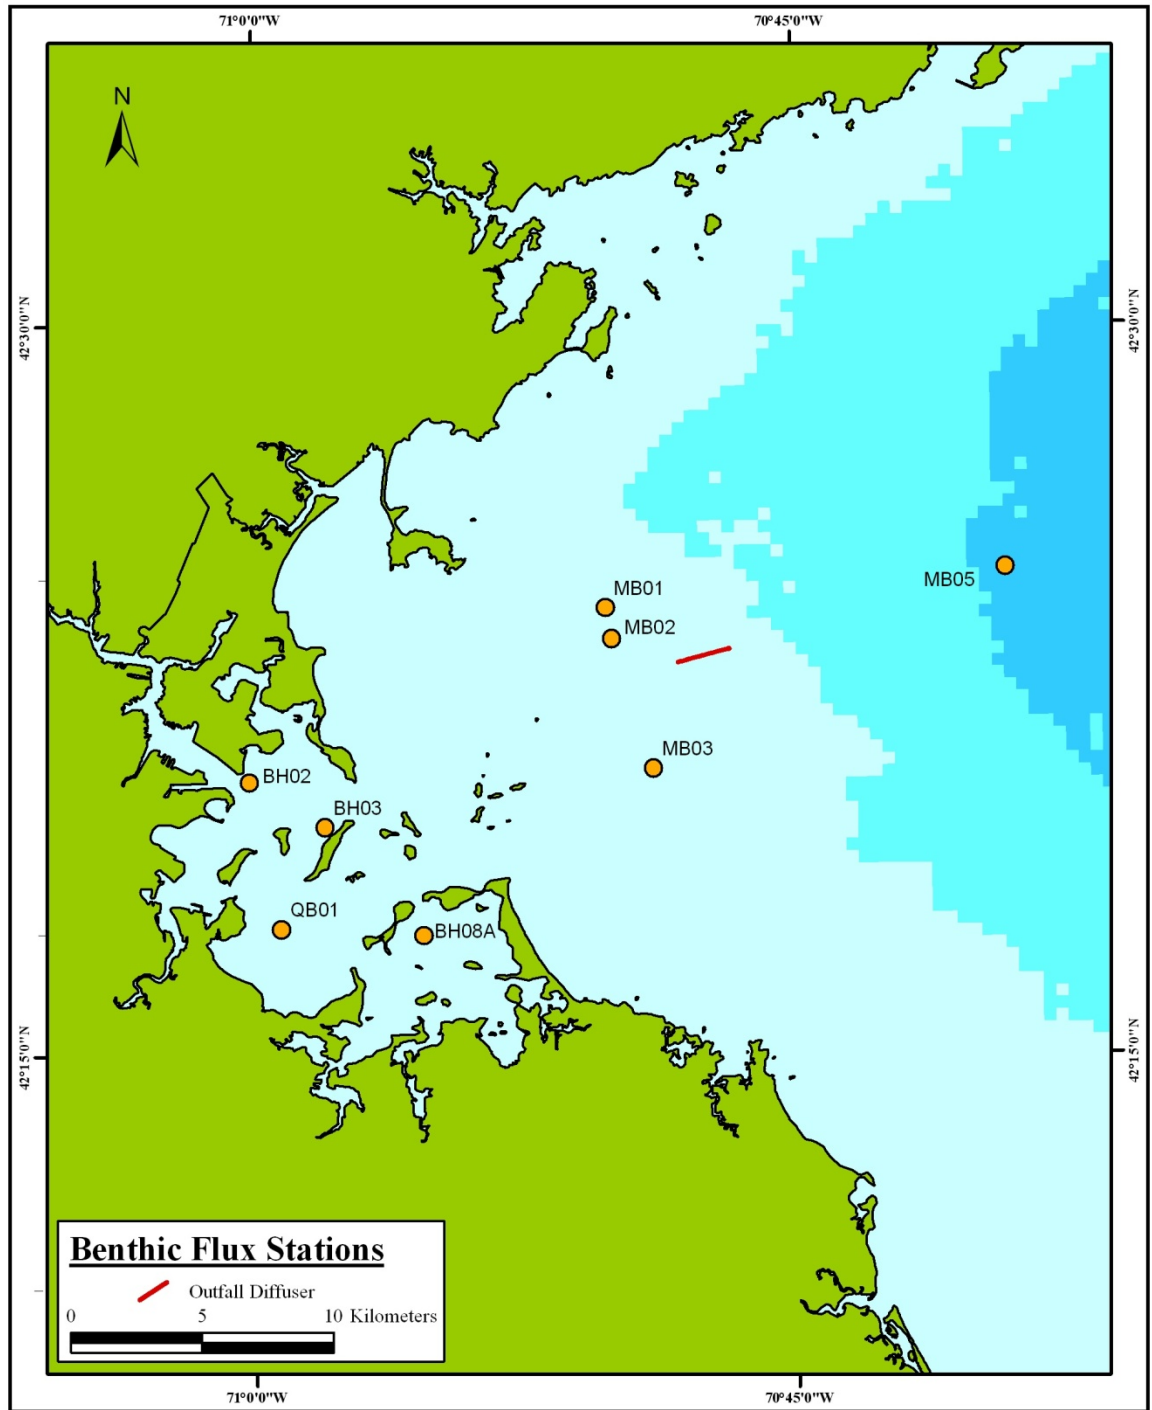 71°0'0"W 70°45'0"W
N
42°30'0"N 42°30'0"N
MB01
MB05
MB02
MB03
BH02
BH03
QB01
BH08A
42°15'0"N 42°15'0"N
Benthic Flux Stations
Outfall Diffuser
0 5 10 Kilometers
71°0'0"W 70°45'0"W